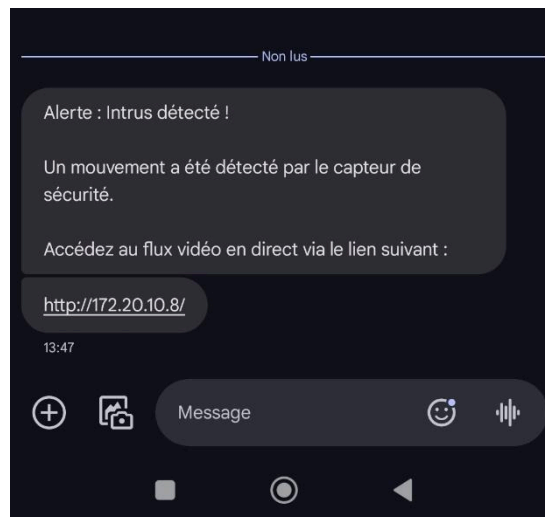 Non lus
Alerte : Intrus détecté !
Un mouvement a été détecté par le capteur de
sécurité.
Accédez au flux vidéo en direct via le lien suivant :
http://172.20.10.8/
13:47
Message